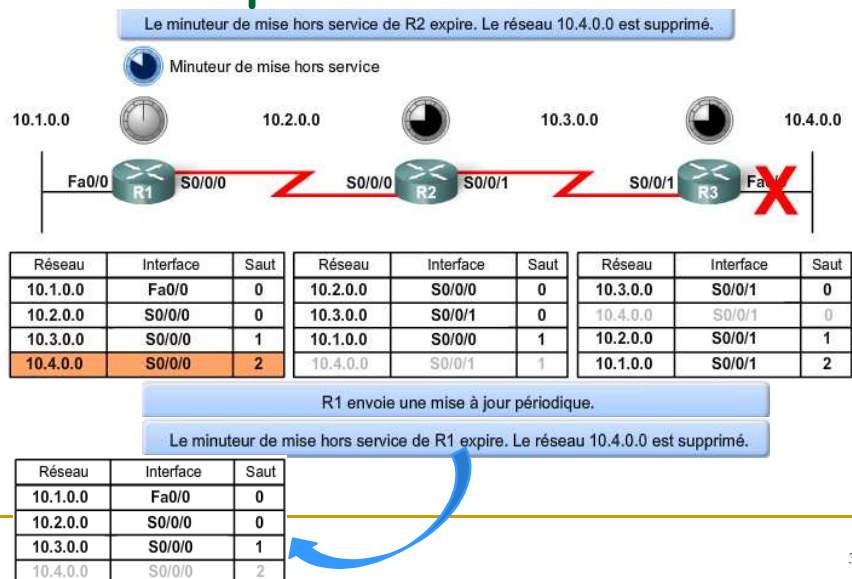 Le minuteur de mise hors service de R2 expire. Le réseau 10.4.0.0 est supprimé.
Minuteur de mise hors service
10.1.0.0 10.2.0.0 10.3.0.0 10.4.0.0
Fa0/0 R1 S0/0/0 S0/0/0 R2 S0/0/1 S0/0/1 R3
Réseau Interface Saut Réseau Interface Saut Réseau Interface Saut
10.1.0.0 Fa0/0 0 10.2.0.0 S0/0/0 0 10.3.0.0 S0/0/1 0
10.2.0.0 S0/0/0 0 10.3.0.0 S0/0/1 0 10.4.0.0 S0/0/1 0
10.3.0.0 S0/0/0 1 10.1.0.0 S0/0/0 1 10.2.0.0 S0/0/1 1
10.4.0.0 S0/0/0 2 10.4.0.0 S0/0/1 1 10.1.0.0 S0/0/1 2
R1 envoie une mise à jour périodique.
Le minuteur de mise hors service de R1 expire. Le réseau 10.4.0.0 est supprimé.
Réseau Interface Saut
10.1.0.0 Fa0/0 0
10.2.0.0 S0/0/0 0
10.3.0.0 S0/0/0 1
10.4.0.0 S0/0/0 2